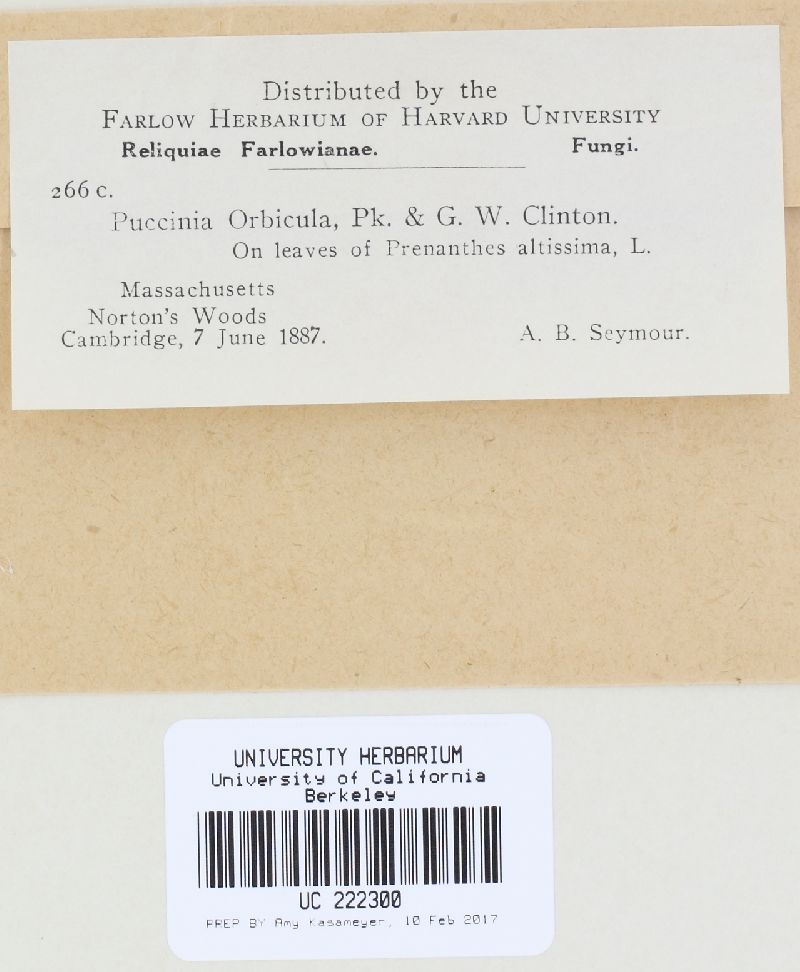 Distributed by the
FARLOW HERBARIUM OF HARVARD UNIVERSITY
Reliquiae Farlowianae. Fungi.
266 c.
Puccinia Orbicula, Pk. & G. W. Clinton.
On leaves of Prenanthes altissima, L.
Massachusetts
Norton's Woods
Cambridge, 7 June 1887. A. B. Seymour.
UNIVERSITY HERBARIUM
University of California
Berkeley
UC 222300
PREP BY Amy Kasameyer, 10 Feb 2017